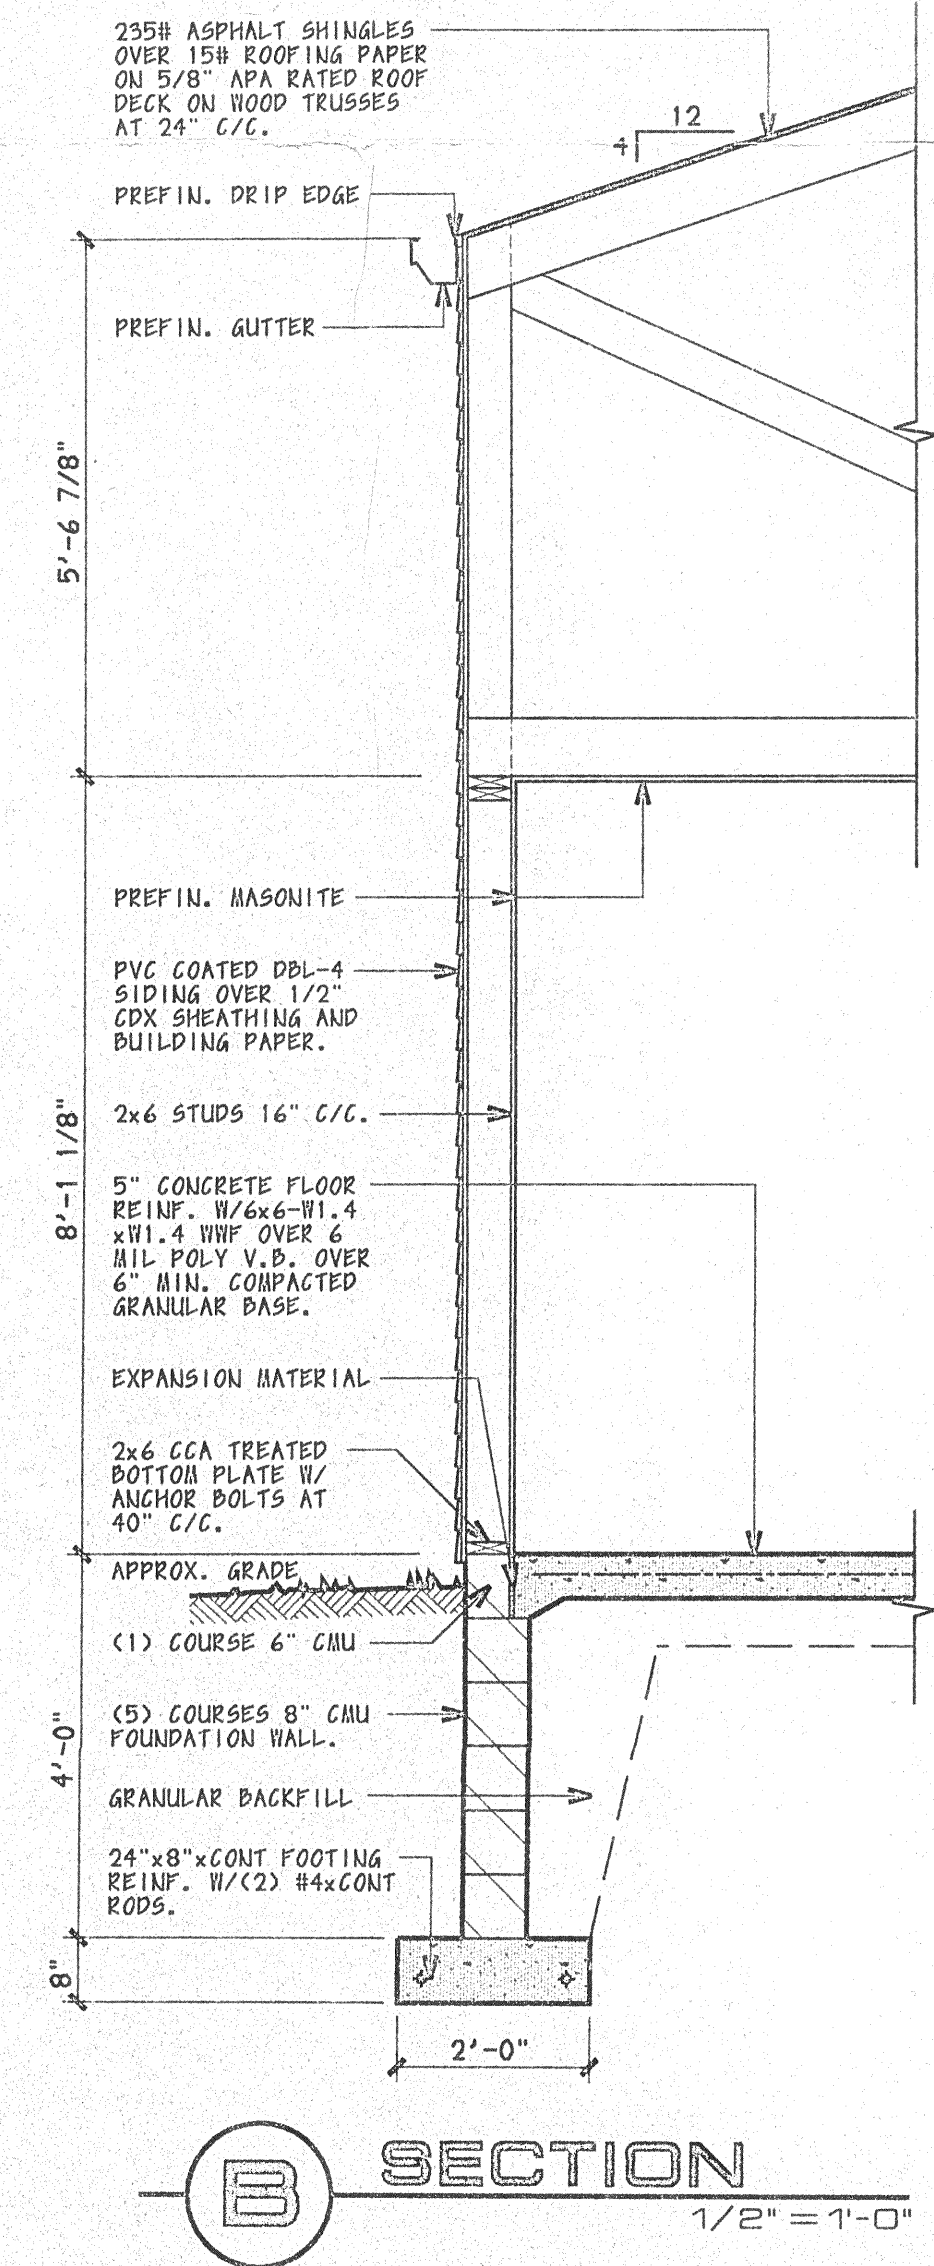 235# ASPHALT SHINGLES
OVER 15# ROOFING PAPER
ON 5/8" APA RATED ROOF
DECK ON WOOD TRUSSES
AT 24" C/C.
12
4
PREFIN. DRIP EDGE
PREFIN. GUTTER
5'-6 7/8"
PREFIN. MASONITE
PVC COATED DBL-4
SIDING OVER 1/2"
CDX SHEATHING AND
BUILDING PAPER.
2x6 STUDS 16" C/C.
8'-1 1/8"
5" CONCRETE FLOOR
REINF. W/6x6-W1.4
xW1.4 WWF OVER 6
MIL POLY V.B. OVER
6" MIN. COMPACTED
GRANULAR BASE.
EXPANSION MATERIAL
2x6 CCA TREATED
BOTTOM PLATE W/
ANCHOR BOLTS AT
40" C/C.
APPROX. GRADE
(1) COURSE 6" CMU
(5) COURSES 8" CMU
FOUNDATION WALL.
4'-0"
GRANULAR BACKFILL
24"x8"xCONT FOOTING
REINF. W/(2) #4xCONT
RODS.
8"
2'-0"
B
SECTION
1/2" = 1'-0"